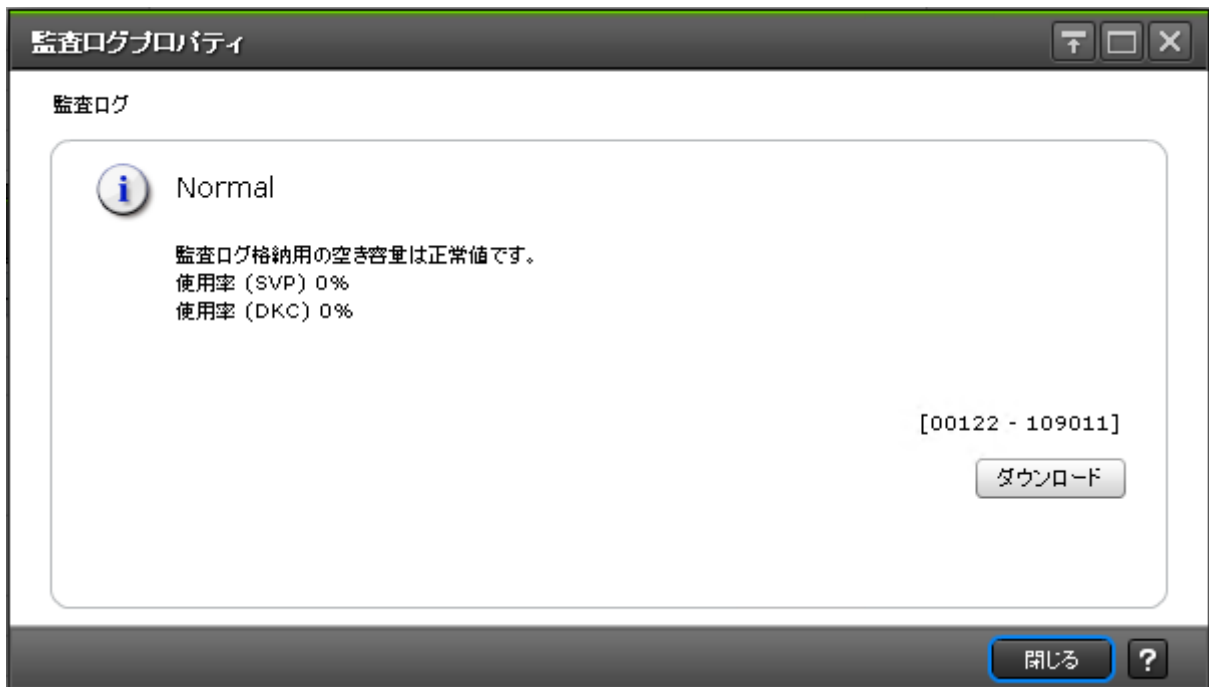 監査ログプロパティ
監査ログ
Normal
監査ログ格納用の空き容量は正常値です。
使用率 (SVP) 0%
使用率 (DKC) 0%
[00122 - 109011]
ダウンロード
閉じる ?